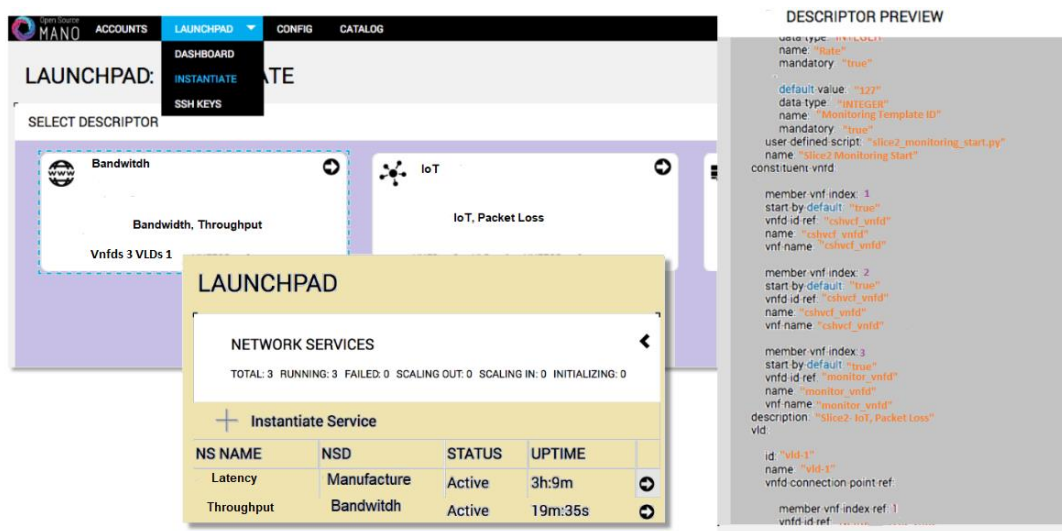 Open Source
MANO
ACCOUNTS
LAUNCHPAD
CONFIG
CATALOG
DASHBOARD
INSTANTIATE
SSH KEYS
LAUNCHPAD:
ATE
SELECT DESCRIPTOR
Bandwitdh
Bandwidth, Throughput
Vnfds 3 VLDs 1
IoT
IoT, Packet Loss
LAUNCHPAD
NETWORK SERVICES
TOTAL: 3 RUNNING: 3 FAILED: 0 SCALING OUT: 0 SCALING IN: 0 INITIALIZING: 0
Instantiate Service
NS NAME NSD STATUS UPTIME
Latency Manufacture Active 3h:9m
Throughput Bandwitdh Active 19m:35s
DESCRIPTOR PREVIEW
data type: INTEGER
name: "Rate"
mandatory: "true"
default value: "127"
data type: "INTEGER"
name: "Monitoring Template ID"
mandatory: "true"
user defined script: "slice2_monitoring_start.py"
name: "Slice2 Monitoring Start"
constituent vnfd:
member vnf index: 1
start by default: "true"
vnfd id ref: "cshvcf_vnfd"
name: "cshvcf_vnfd"
vnf name: "cshvcf_vnfd"
member vnf index: 2
start by default: "true"
vnfd id ref: "cshvcf_vnfd"
name: "cshvcf_vnfd"
vnf name: "cshvcf_vnfd"
member vnf index: 3
start by default: "true"
vnfd id ref: "monitor_vnfd"
name: "monitor_vnfd"
vnf name: "monitor_vnfd"
description: "Slice2- IoT, Packet Loss"
vld:
id: "vld-1"
name: "vld-1"
vnfd connection point ref:
member vnf index ref: 1
vnfd id ref